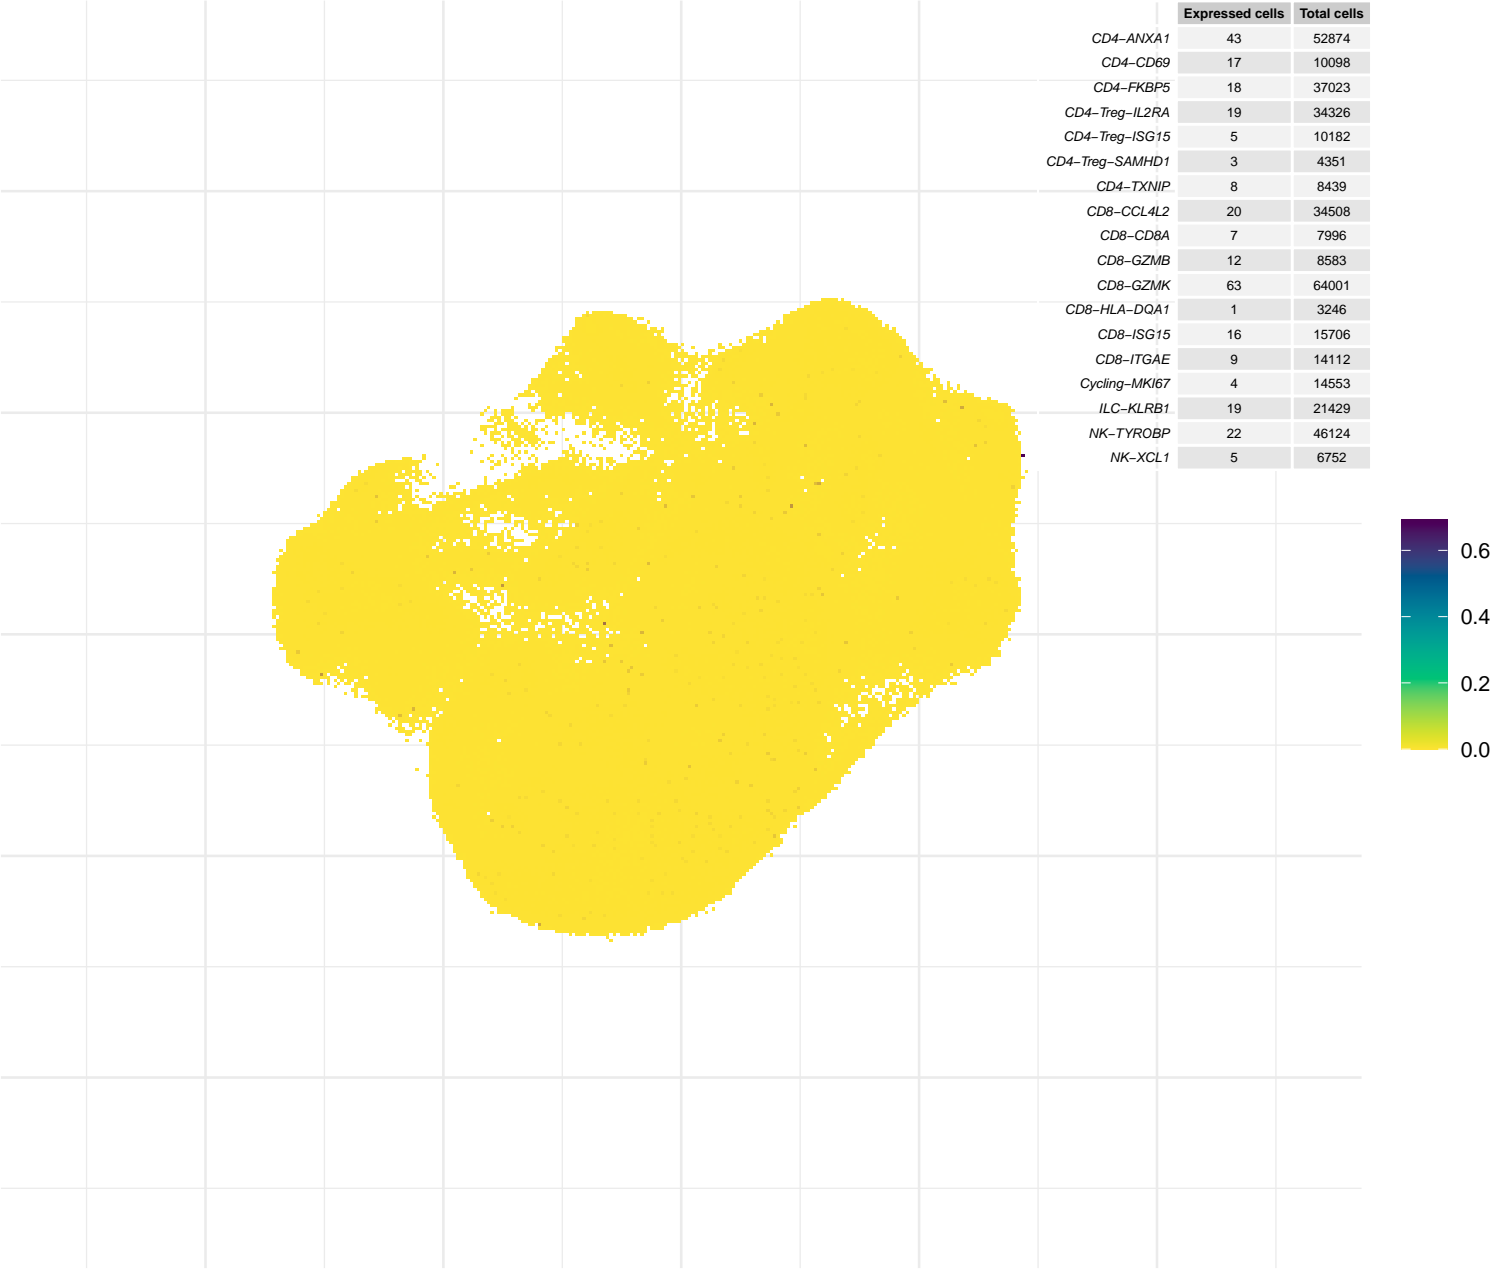 Expressed cells Total cells
CD4−ANXA1 43 52874
CD4−CD69 17 10098
CD4−FKBP5 18 37023
CD4−Treg−IL2RA 19 34326
CD4−Treg−ISG15 5 10182
CD4−Treg−SAMHD1 3 4351
CD4−TXNIP 8 8439
CD8−CCL4L2 20 34508
CD8−CD8A 7 7996
CD8−GZMB 12 8583
CD8−GZMK 63 64001
CD8−HLA−DQA1 1 3246
CD8−ISG15 16 15706
CD8−ITGAE 9 14112
Cycling−MKI67 4 14553
ILC−KLRB1 19 21429
NK−TYROBP 22 46124
NK−XCL1 5 6752
0.6
0.4
0.2
0.0